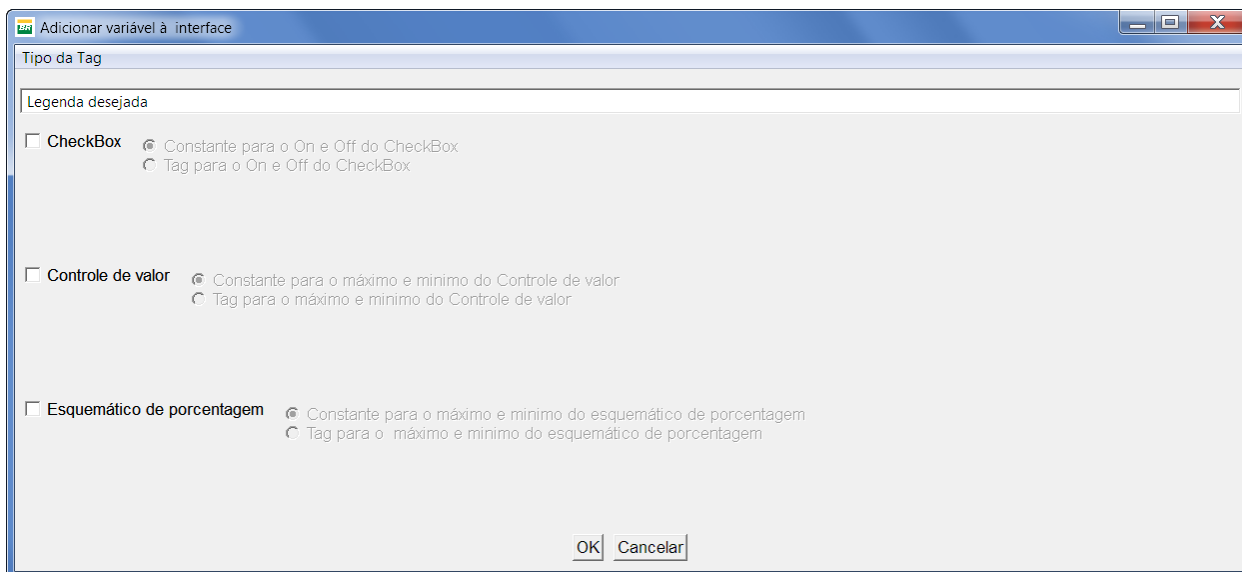 BR Adicionar variável à  interface
Tipo da Tag
Legenda desejada
CheckBox
Constante para o On e Off do CheckBox
Tag para o On e Off do CheckBox
Controle de valor
Constante para o máximo e minimo do Controle de valor
Tag para o máximo e minimo do Controle de valor
Esquemático de porcentagem
Constante para o máximo e minimo do esquemático de porcentagem
Tag para o  máximo e minimo do esquemático de porcentagem
OK Cancelar